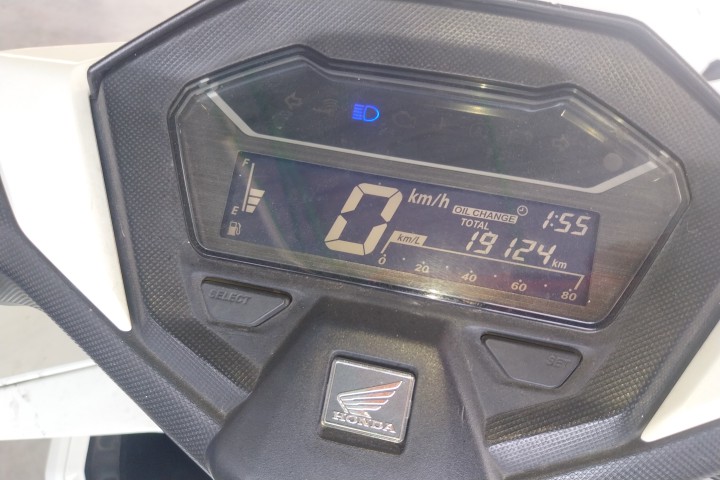 F
E
0 km/h
OIL CHANGE
1:55
TOTAL
19124 km
km/L
0 20 40 60 80
SELECT
SET
HONDA